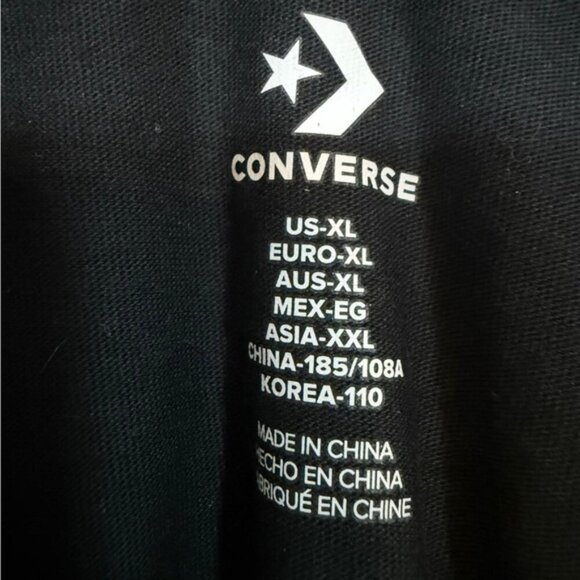 CONVERSE
US-XL
EURO-XL
AUS-XL
MEX-EG
ASIA-XXL
CHINA-185/108A
KOREA-110
MADE IN CHINA
HECHO EN CHINA
FABRIQUÉ EN CHINE